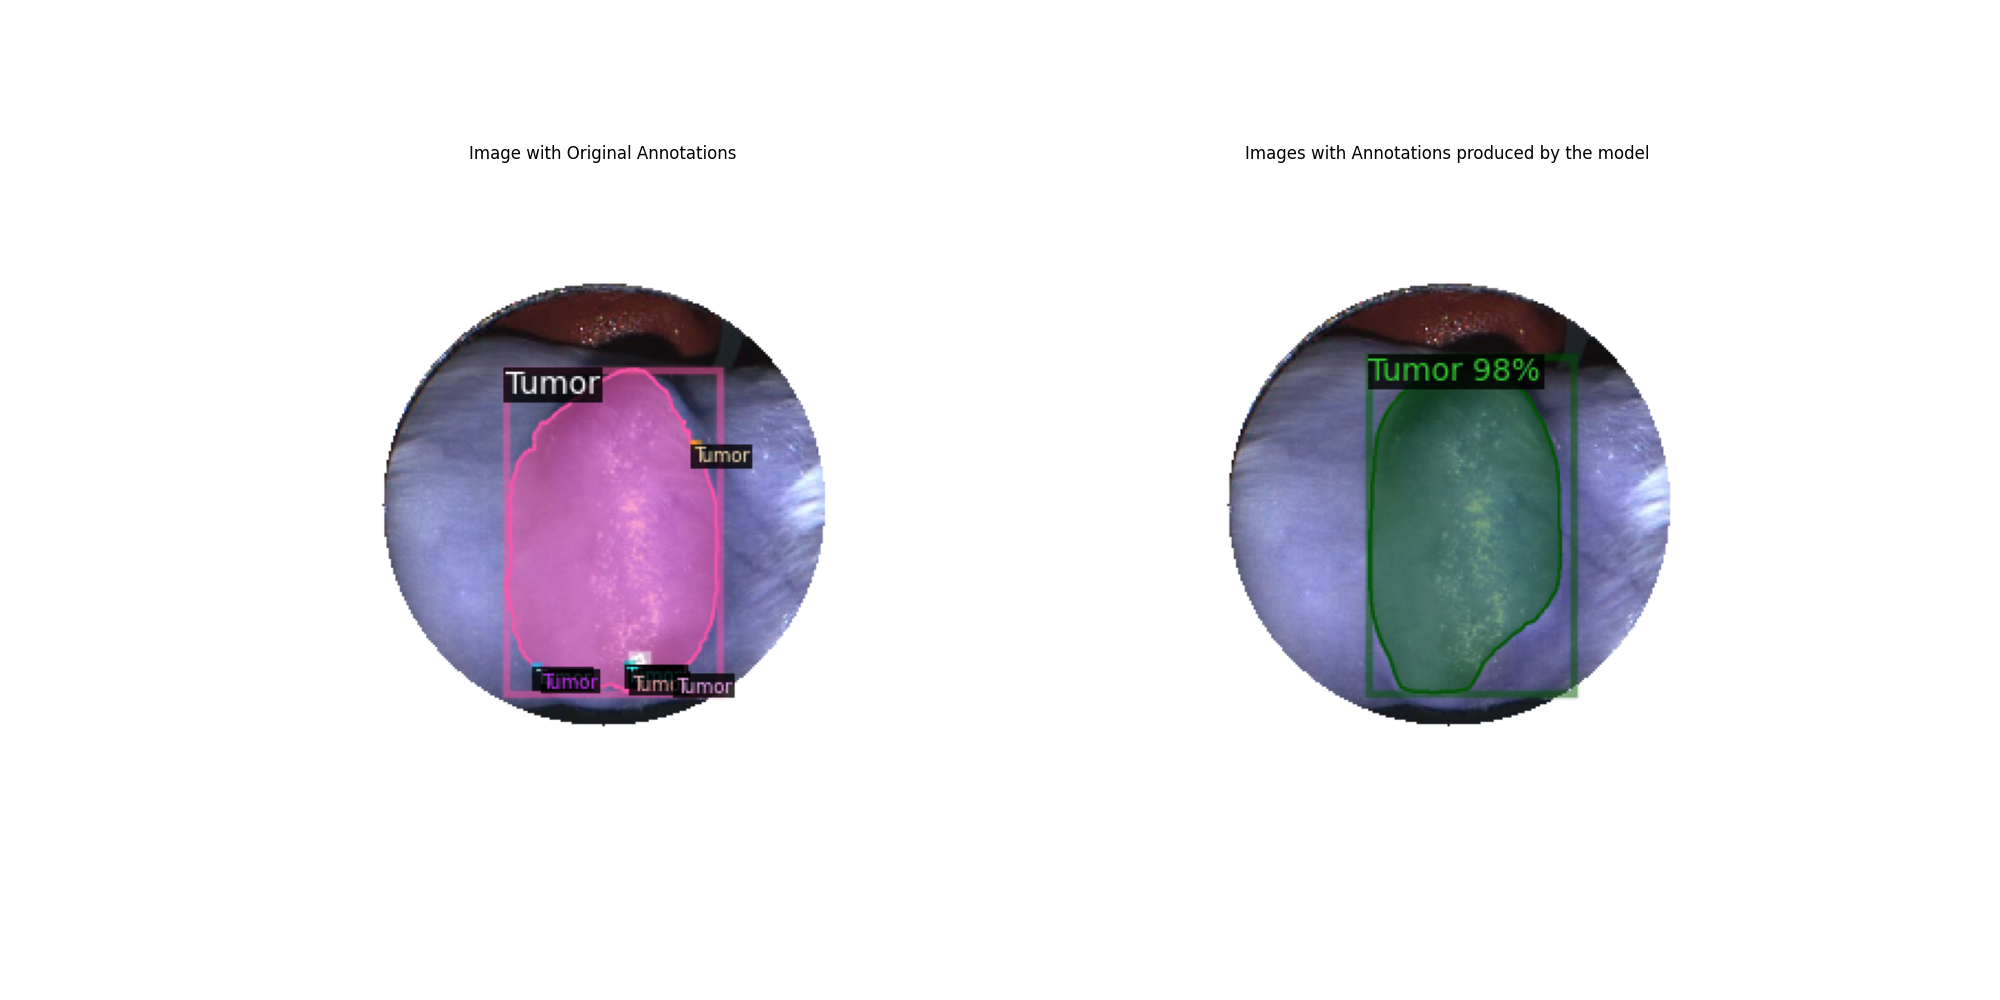 Image with Original Annotations
Images with Annotations produced by the model
Tumor
Tumor 98%
Tumor
Tumor
Tumor